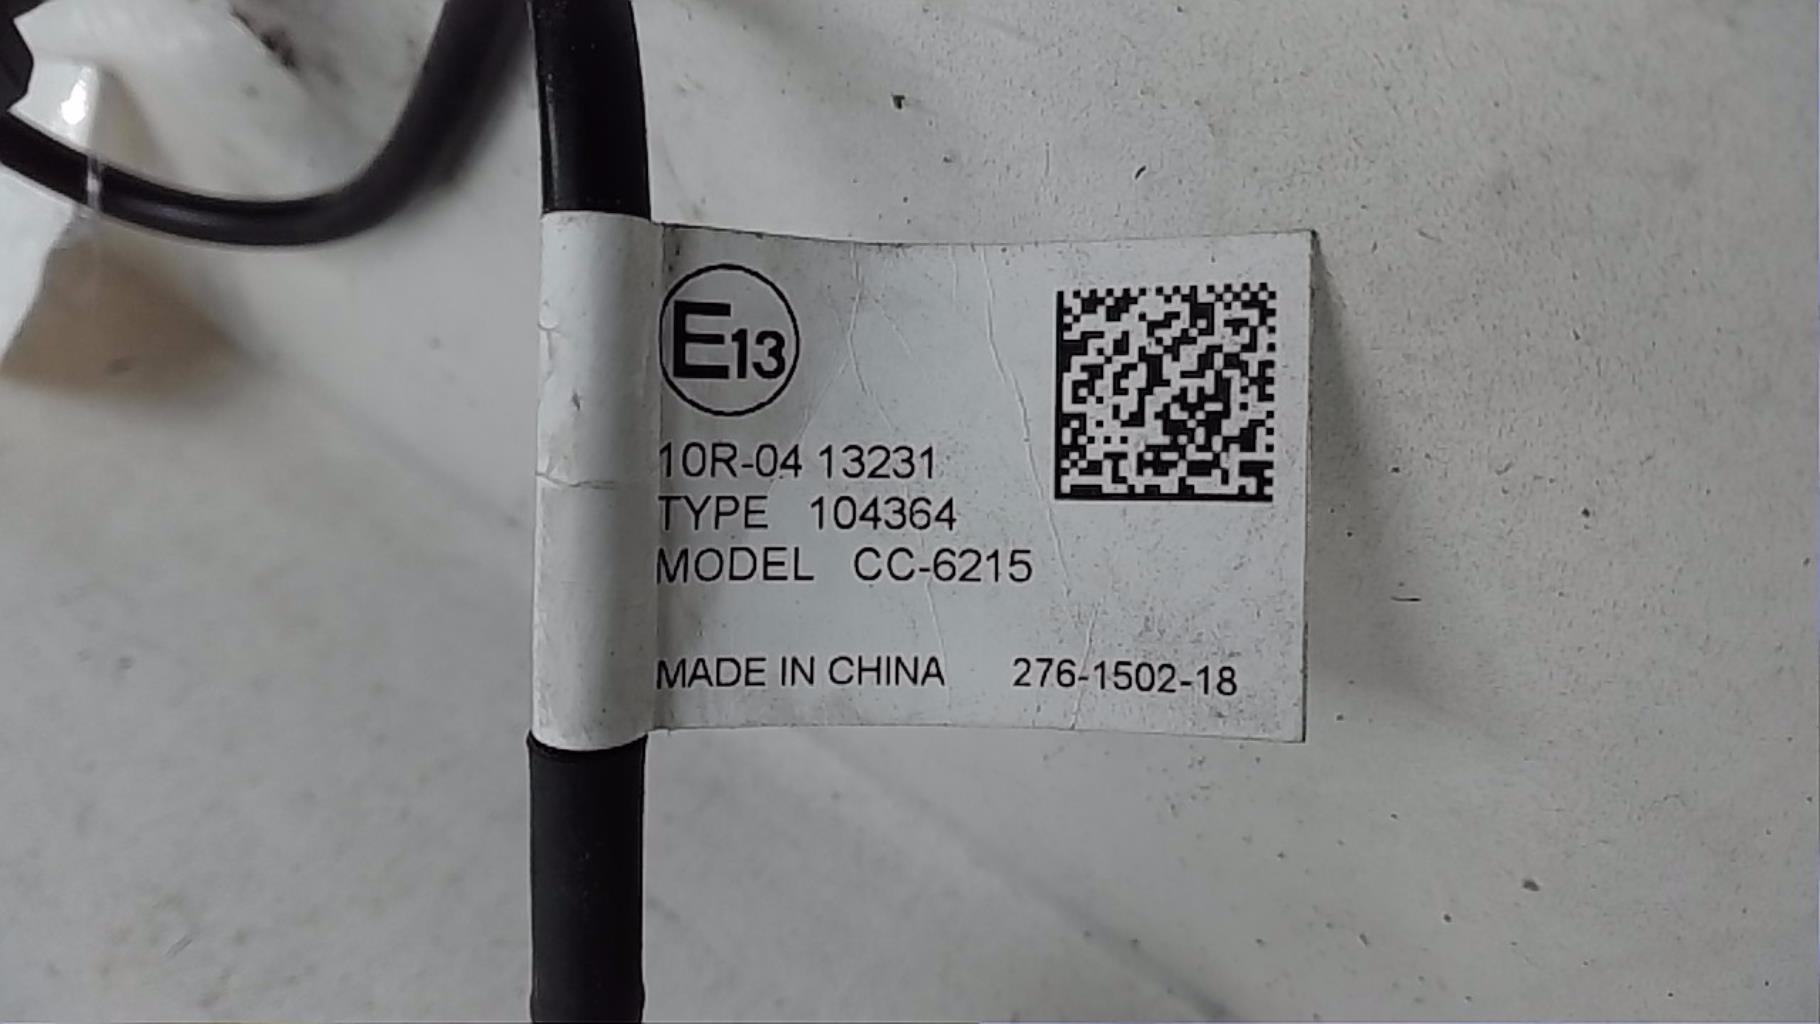 E13
10R-04 13231
TYPE 104364
MODEL CC-6215
MADE IN CHINA 276-1502-18